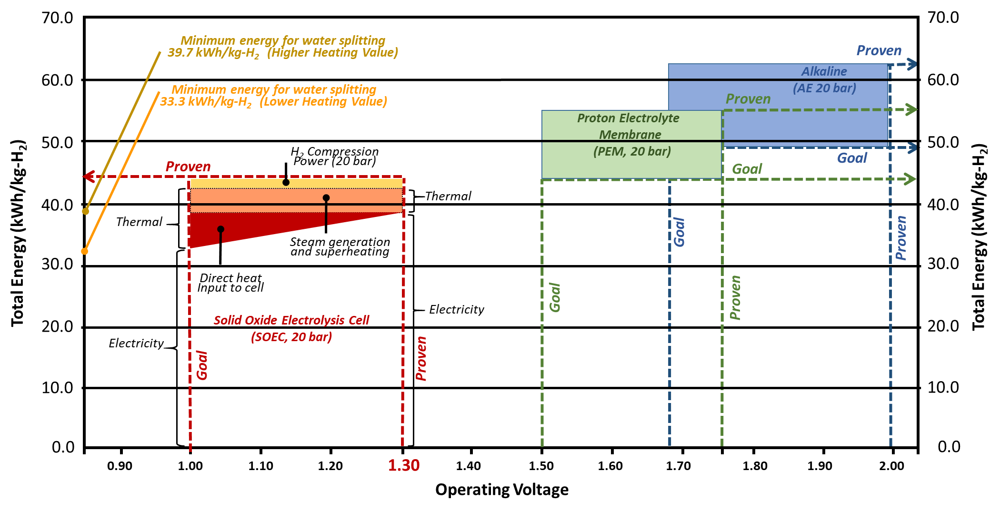 70.0
60.0
50.0
40.0
30.0
20.0
10.0
0.0
Total Energy (kWh/kg-H2)
Minimum energy for water splitting
39.7 kWh/kg-H2 (Higher Heating Value)
Minimum energy for water splitting
33.3 kWh/kg-H2 (Lower Heating Value)
Proven
H2 Compression
Power (20 bar)
Thermal
Thermal
Steam generation
and superheating
Direct heat
Input to cell
Electricity
Electricity
Solid Oxide Electrolysis Cell
(SOEC, 20 bar)
Goal
Proven
Proton Electrolyte
Membrane
(PEM, 20 bar)
Proven
Goal
Goal
Proven
Alkaline
(AE 20 bar)
Proven
Goal
Goal
Proven
70.0
60.0
50.0
40.0
30.0
20.0
10.0
0.0
Total Energy (kWh/kg-H2)
0.90 1.00 1.10 1.20 1.30 1.40 1.50 1.60 1.70 1.80 1.90 2.00
Operating Voltage